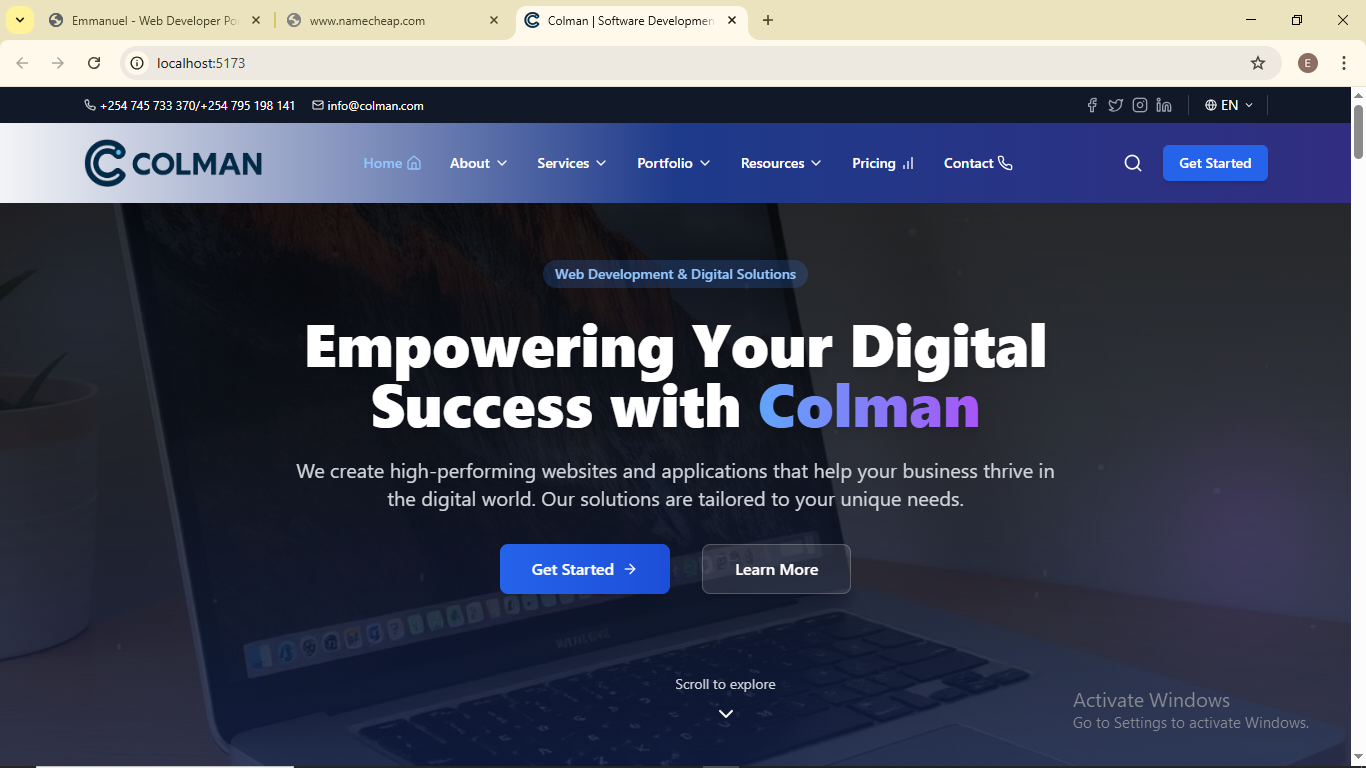 Emmanuel - Web Developer Po
www.namecheap.com
Colman | Software Developmen
localhost:5173
E
+254 745 733 370/+254 795 198 141
info@colman.com
EN
COLMAN
Home
About
Services
Portfolio
Resources
Pricing
Contact
Get Started
Web Development & Digital Solutions
Empowering Your Digital
Success with Colman
We create high-performing websites and applications that help your business thrive in
the digital world. Our solutions are tailored to your unique needs.
Get Started
Learn More
Scroll to explore
Activate Windows
Go to Settings to activate Windows.